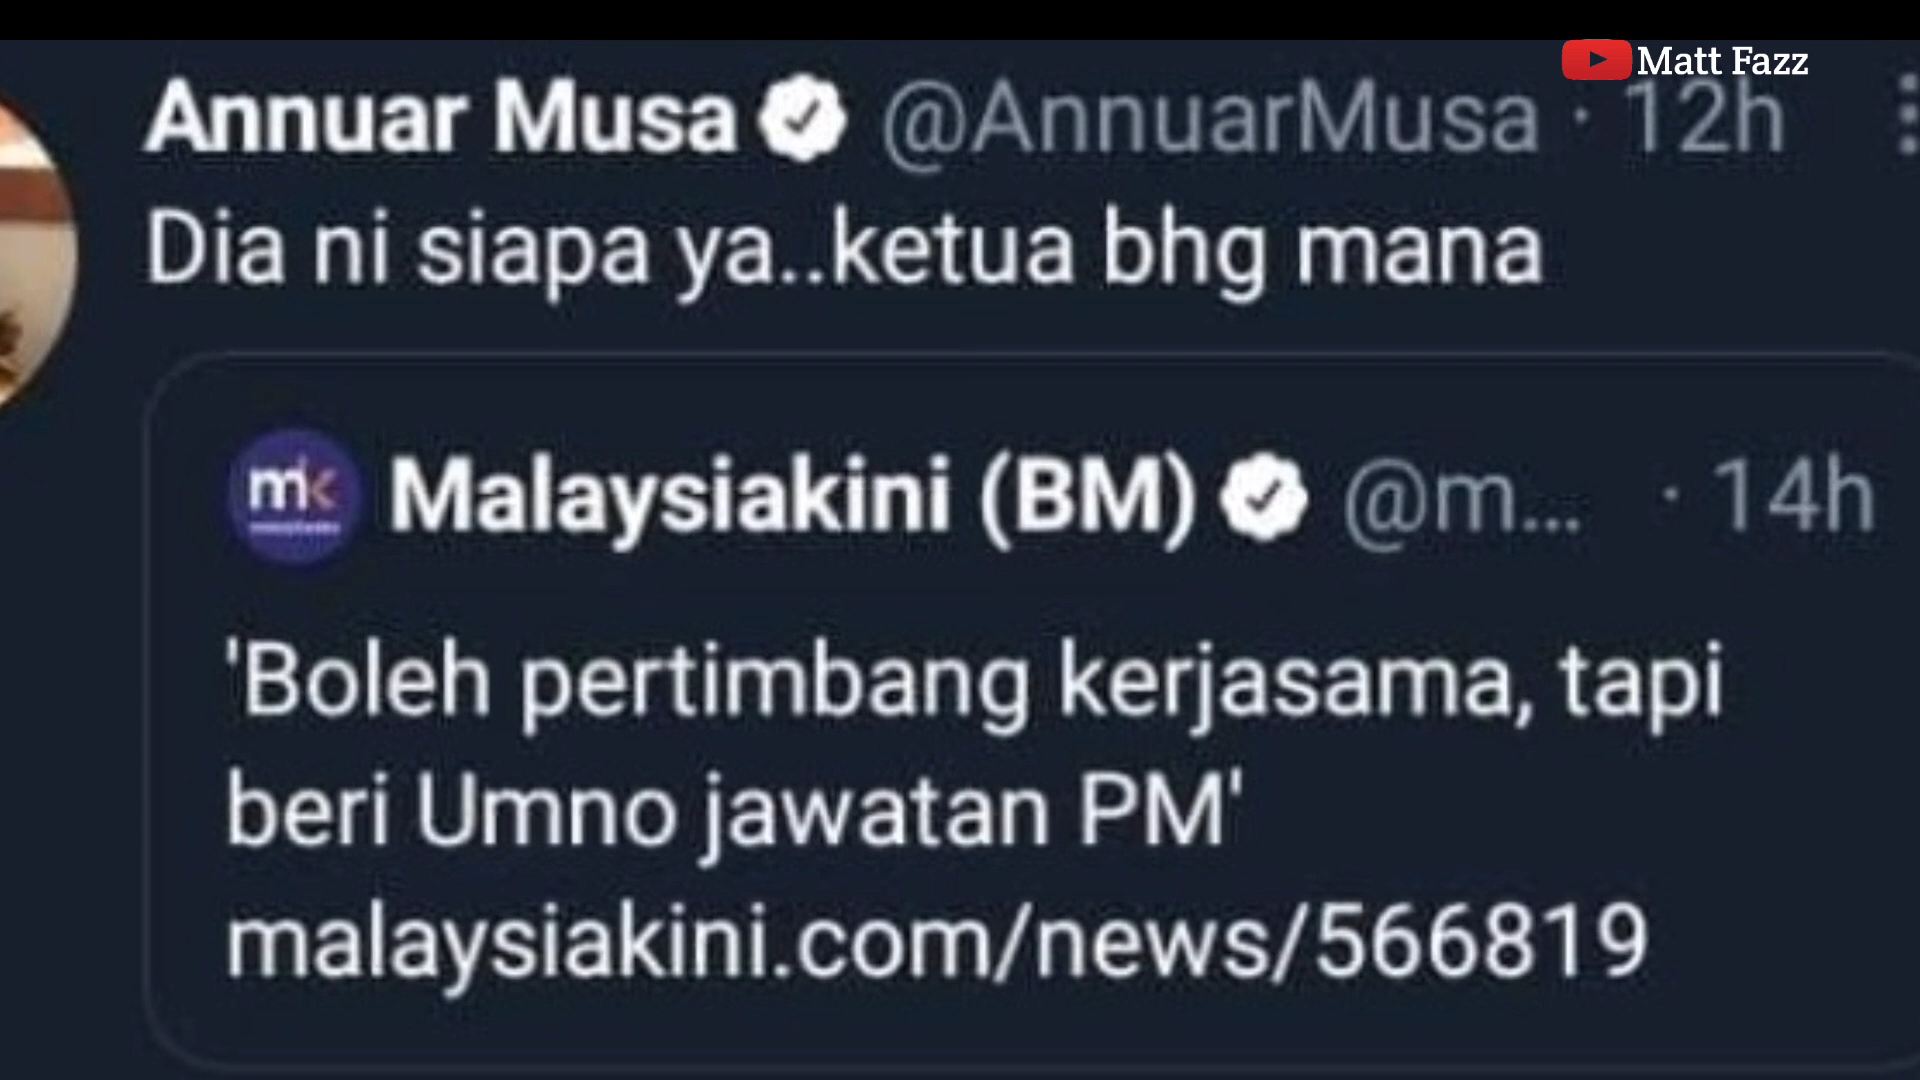 Matt Fazz
Annuar Musa @AnnuarMusa · 12h
Dia ni siapa ya..ketua bhg mana
mk
Malaysiakini (BM) @m... · 14h
'Boleh pertimbang kerjasama, tapi
beri Umno jawatan PM'
malaysiakini.com/news/566819